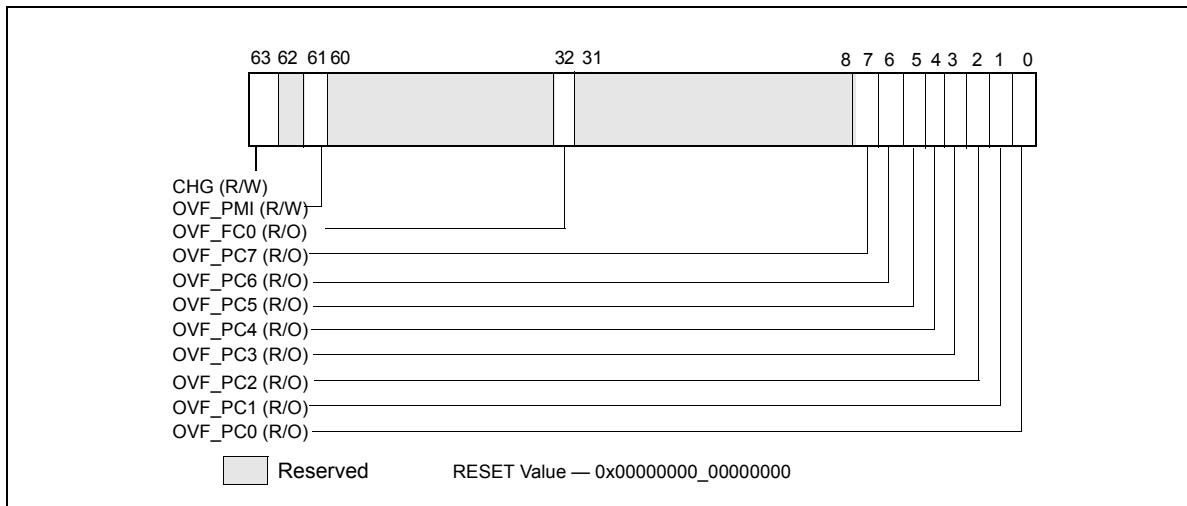 63 62 61 60 32 31 8 7 6 5 4 3 2 1 0
CHG (R/W)
OVF_PMI (R/W)
OVF_FC0 (R/O)
OVF_PC7 (R/O)
OVF_PC6 (R/O)
OVF_PC5 (R/O)
OVF_PC4 (R/O)
OVF_PC3 (R/O)
OVF_PC2 (R/O)
OVF_PC1 (R/O)
OVF_PC0 (R/O)
Reserved RESET Value — 0x00000000_00000000